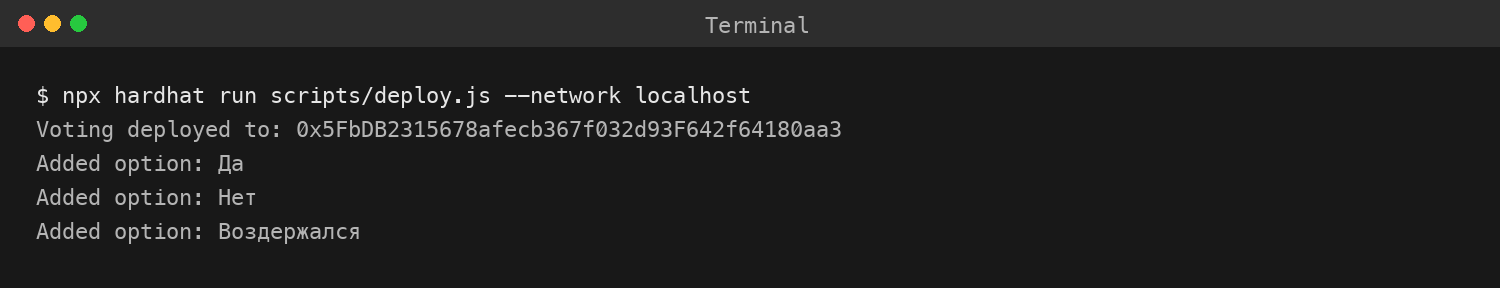 Terminal
$ npx hardhat run scripts/deploy.js --network localhost
Voting deployed to: 0x5FbDB2315678afecb367f032d93F642f64180aa3
Added option: Да
Added option: Нет
Added option: Воздержался